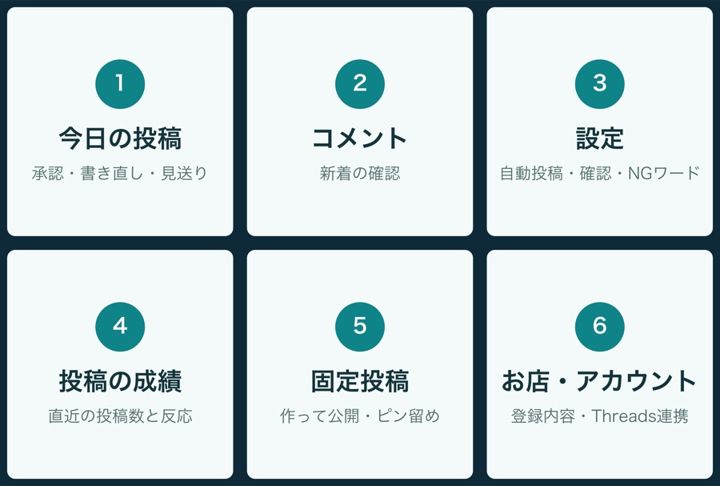 1
今日の投稿
承認・書き直し・見送り
2
コメント
新着の確認
3
設定
自動投稿・確認・NGワード
4
投稿の成績
直近の投稿数と反応
5
固定投稿
作って公開・ピン留め
6
お店・アカウント
登録内容・Threads連携